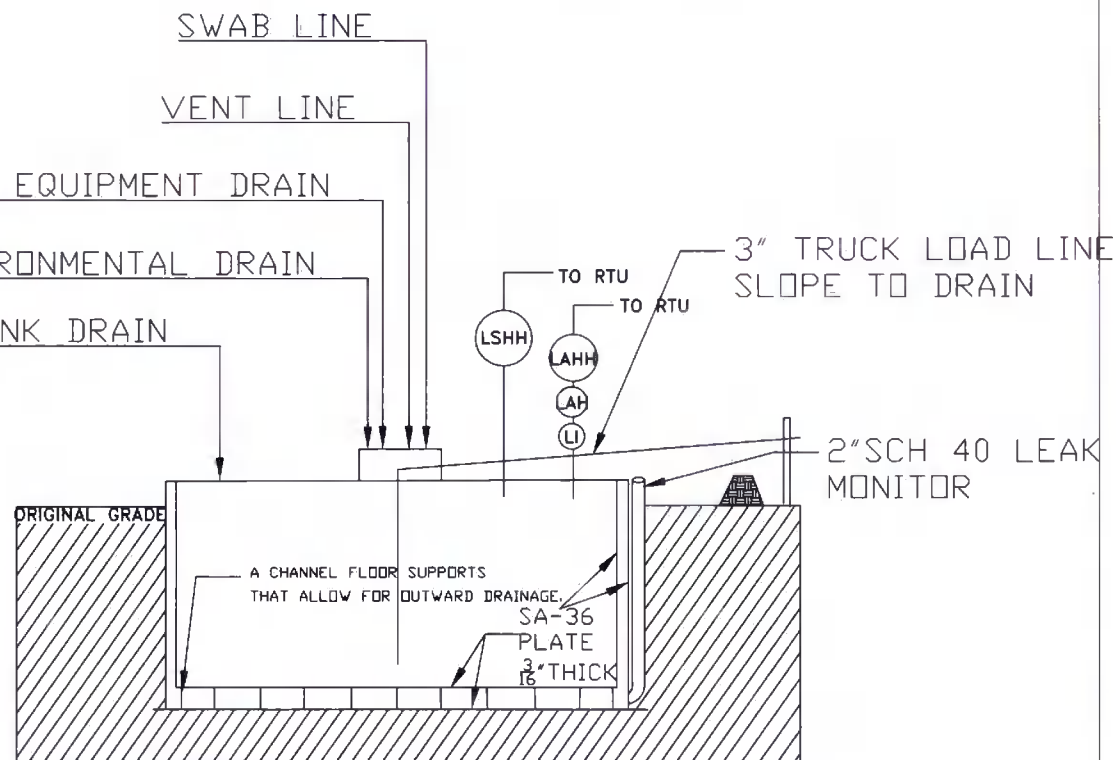 SWAB LINE
VENT LINE
EQUIPMENT DRAIN
RONMENTAL DRAIN
NK DRAIN
TO RTU
TO RTU
LSHH
LAHH
LAH
LI
3" TRUCK LOAD LINE
SLOPE TO DRAIN
2"SCH 40 LEAK
MONITOR
ORIGINAL GRADE
A CHANNEL FLOOR SUPPORTS
THAT ALLOW FOR OUTWARD DRAINAGE.
SA-36
PLATE
3/16" THICK